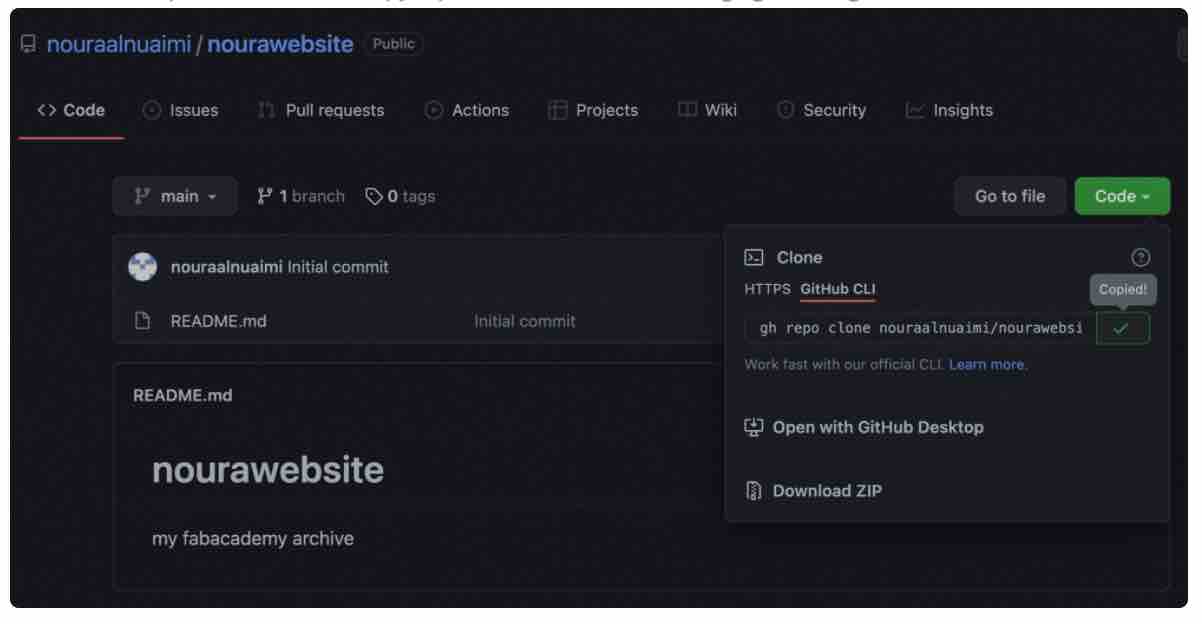 nouraalnuaimi / nourawebsite Public
<> Code Issues Pull requests Actions Projects Wiki Security Insights
main 1 branch 0 tags Go to file Code
nouraalnuaimi Initial commit
README.md Initial commit
Clone
HTTPS GitHub CLI Copied!
gh repo clone nouraalnuaimi/nourawebsi
Work fast with our official CLI. Learn more.
Open with GitHub Desktop
Download ZIP
README.md
nourawebsite
my fabacademy archive